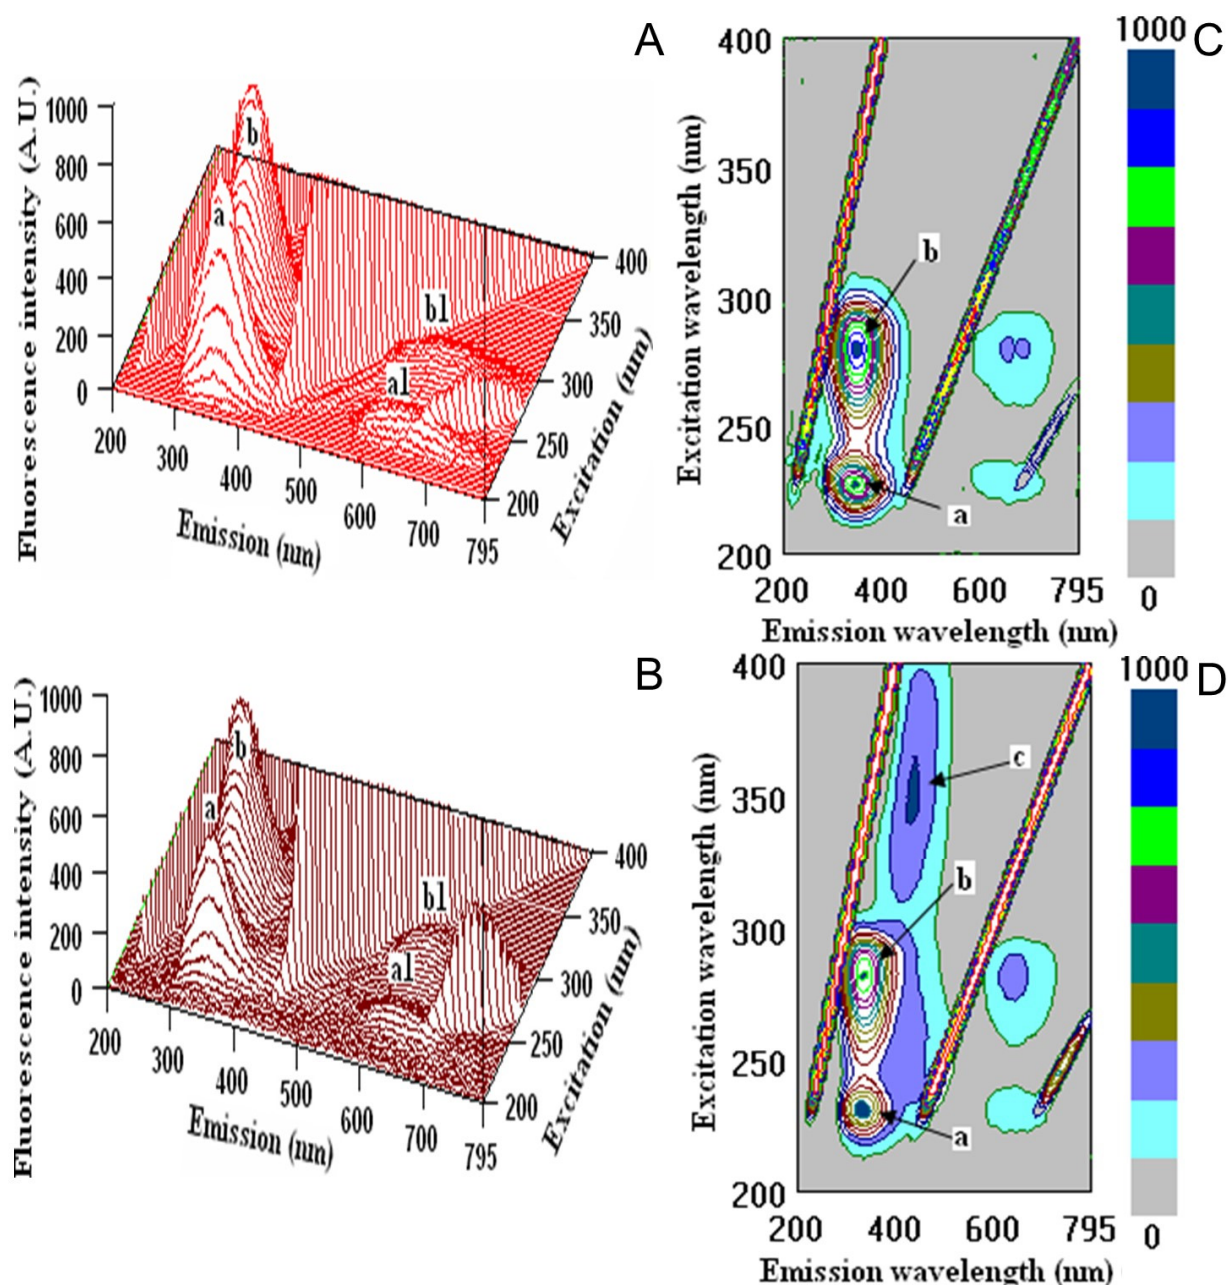 A
Fluorescence intensity (A.U.)
1000
800
600
400
200
0
b
a
b1
a1
200
300
400
500
600
700
795
Emission (nm)
400
350
300
250
200
Excitation (nm)
C
1000
0
Excitation wavelength (nm)
400
350
300
250
200
b
a
200
400
600
795
Emission wavelength (nm)
B
Fluorescence intensity (A.U.)
1000
800
600
400
200
0
b
a
b1
a1
200
300
400
500
600
700
795
Emission (nm)
400
350
300
250
200
Excitation (nm)
D
1000
0
Excitation wavelength (nm)
400
350
300
250
200
c
b
a
200
400
600
795
Emission wavelength (nm)